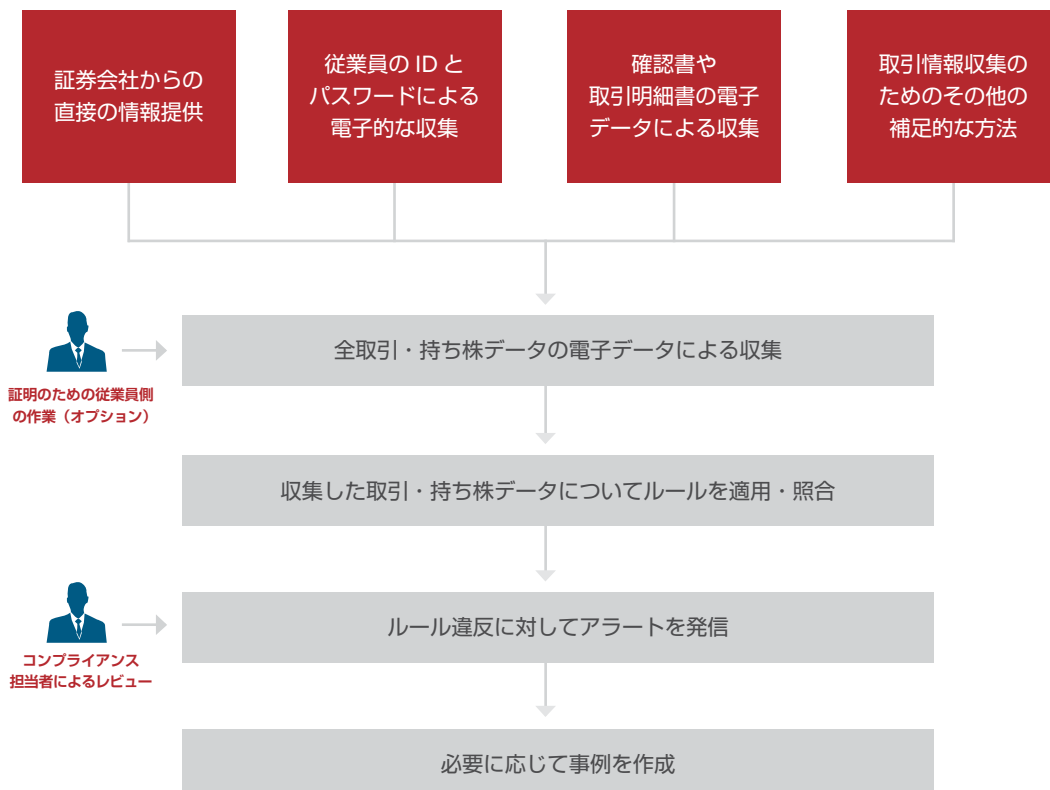 証券会社からの
直接の情報提供
従業員の ID と
パスワードによる
電子的な収集
確認書や
取引明細書の電子
データによる収集
取引情報収集の
ためのその他の
補足的な方法
全取引・持ち株データの電子データによる収集
証明のための従業員側
の作業（オプション）
収集した取引・持ち株データについてルールを適用・照合
ルール違反に対してアラートを発信
コンプライアンス
担当者によるレビュー
必要に応じて事例を作成